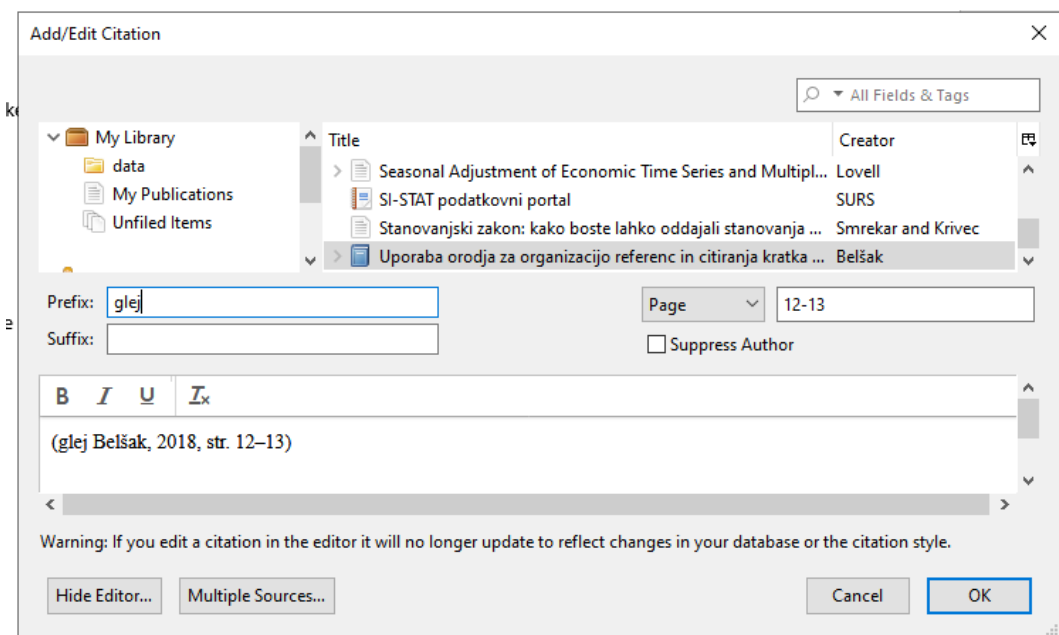 Add/Edit Citation
All Fields & Tags
My Library
data
My Publications
Unfiled Items
Title Creator
Seasonal Adjustment of Economic Time Series and Multipl... Lovell
SI-STAT podatkovni portal SURS
Stanovanjski zakon: kako boste lahko oddajali stanovanja ... Smrekar and Krivec
Uporaba orodja za organizacijo referenc in citiranja kratka ... Belšak
Prefix: glej Page 12-13
Suffix: Suppress Author
B I U Tx
(glej Belšak, 2018, str. 12–13)
Warning: If you edit a citation in the editor it will no longer update to reflect changes in your database or the citation style.
Hide Editor... Multiple Sources... Cancel OK